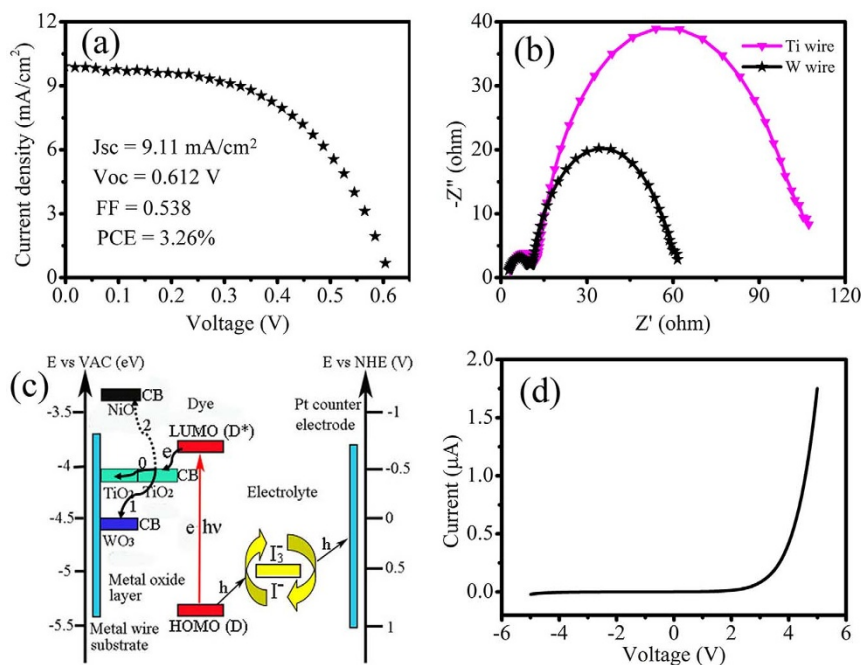 (a)
Current density (mA/cm²)
12
9
6
3
0
Jsc = 9.11 mA/cm²
Voc = 0.612 V
FF = 0.538
PCE = 3.26%
0.0 0.1 0.2 0.3 0.4 0.5 0.6
Voltage (V)
(b)
-Z" (ohm)
40
30
20
10
0
Ti wire
W wire
0 30 60 90 120
Z' (ohm)
(c)
E vs VAC (eV)
E vs NHE (V)
-3.5
-4
-4.5
-5
-5.5
-1
-0.5
0
0.5
1
NiO
CB
2
Dye
LUMO (D*)
e
0
TiO₂
TiO₂
CB
1
CB
WO₃
Metal oxide
layer
Metal wire
substrate
e
hν
HOMO (D)
h
Electrolyte
I₃⁻
I⁻
h
Pt counter
electrode
(d)
Current (μA)
2.0
1.5
1.0
0.5
0.0
-6 -4 -2 0 2 4 6
Voltage (V)